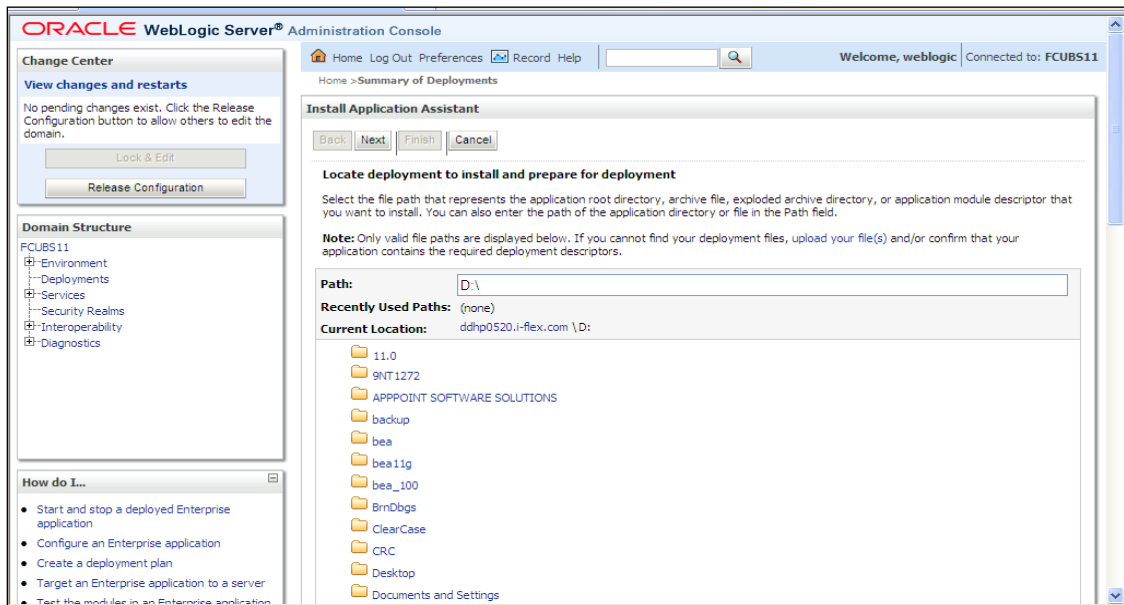 ORACLE WebLogic Server® Administration Console
Change Center
View changes and restarts
No pending changes exist. Click the Release
Configuration button to allow others to edit the
domain.
Lock & Edit
Release Configuration
Domain Structure
FCUBS11
Environment
Deployments
Services
Security Realms
Interoperability
Diagnostics
How do I...
Start and stop a deployed Enterprise
application
Configure an Enterprise application
Create a deployment plan
Target an Enterprise application to a server
Test the modules in an Enterprise application
Home Log Out Preferences Record Help
Welcome, weblogic Connected to: FCUBS11
Home >Summary of Deployments
Install Application Assistant
Back Next Finish Cancel
Locate deployment to install and prepare for deployment
Select the file path that represents the application root directory, archive file, exploded archive directory, or application module descriptor that
you want to install. You can also enter the path of the application directory or file in the Path field.
Note: Only valid file paths are displayed below. If you cannot find your deployment files, upload your file(s) and/or confirm that your
application contains the required deployment descriptors.
Path: D:\
Recently Used Paths: (none)
Current Location: ddhp0520.i-flex.com \D:
11.0
9NT1272
APPPOINT SOFTWARE SOLUTIONS
backup
bea
bea11g
bea_100
BrnDbgs
ClearCase
CRC
Desktop
Documents and Settings